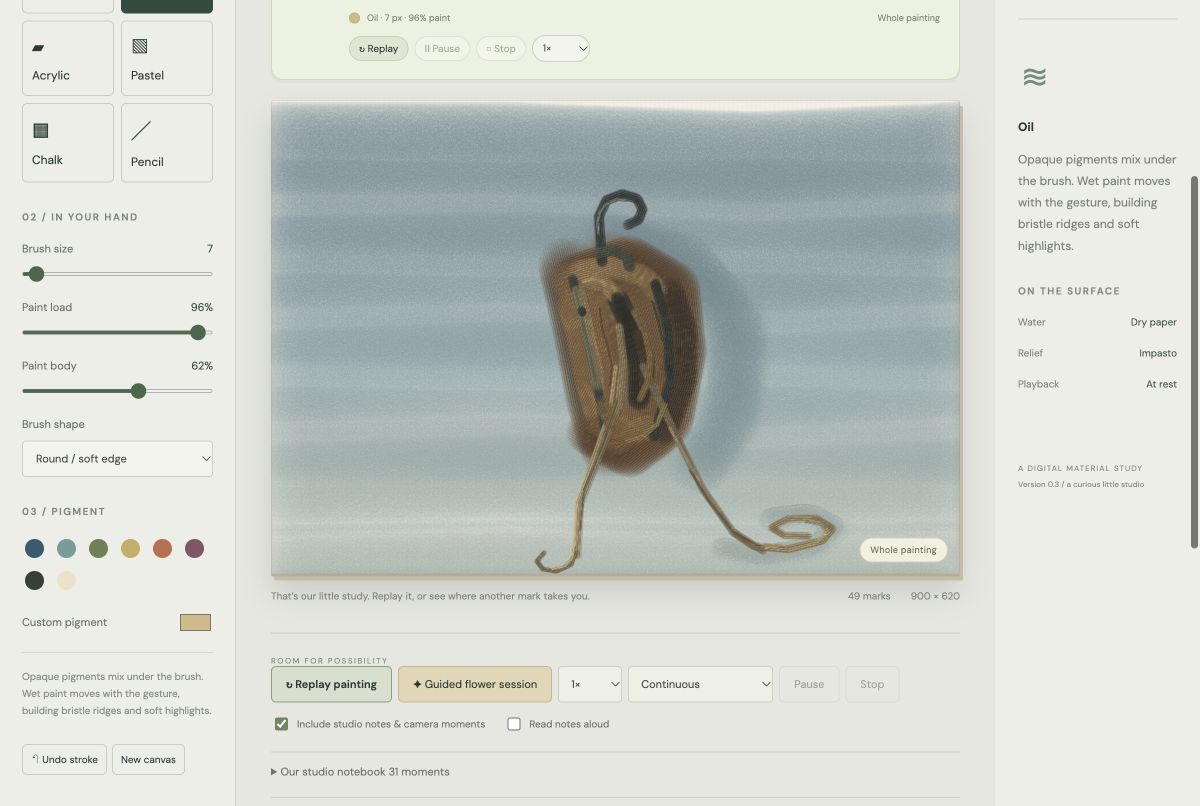 Acrylic
Pastel
Chalk
Pencil
02 / IN YOUR HAND
Brush size 7
Paint load 96%
Paint body 62%
Brush shape
Round / soft edge
03 / PIGMENT
Custom pigment
Opaque pigments mix under the brush.
Wet paint moves with the gesture,
building bristle ridges and soft highlights.
Undo stroke
New canvas
Oil · 7 px · 96% paint
Whole painting
↻ Replay
II Pause
▫ Stop
1×
Whole painting
That's our little study. Replay it, or see where another mark takes you.
49 marks
900 × 620
ROOM FOR POSSIBILITY
↻ Replay painting
✦ Guided flower session
1×
Continuous
Pause
Stop
Include studio notes & camera moments
Read notes aloud
▶ Our studio notebook 31 moments
Oil
Opaque pigments mix under
the brush. Wet paint moves
with the gesture, building
bristle ridges and soft
highlights.
ON THE SURFACE
Water Dry paper
Relief Impasto
Playback At rest
A DIGITAL MATERIAL STUDY
Version 0.3 / a curious little studio